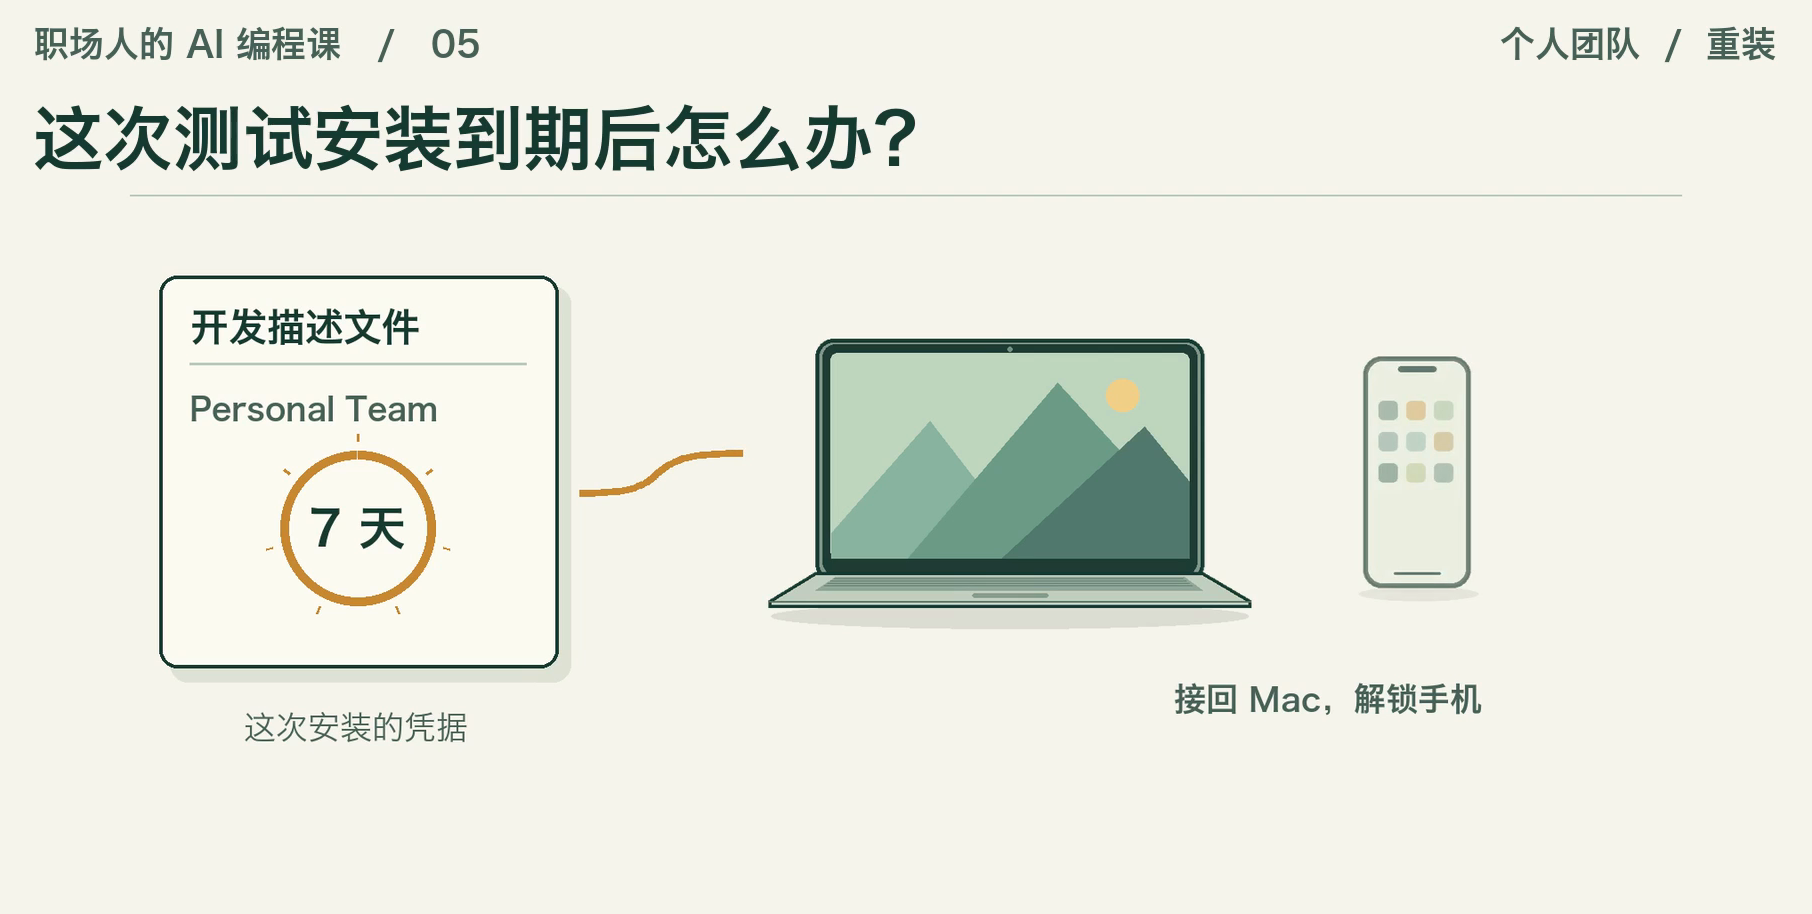 职场人的 AI 编程课 / 05
个人团队 / 重装
这次测试安装到期后怎么办？
开发描述文件
Personal Team
7 天
这次安装的凭据
接回 Mac，解锁手机